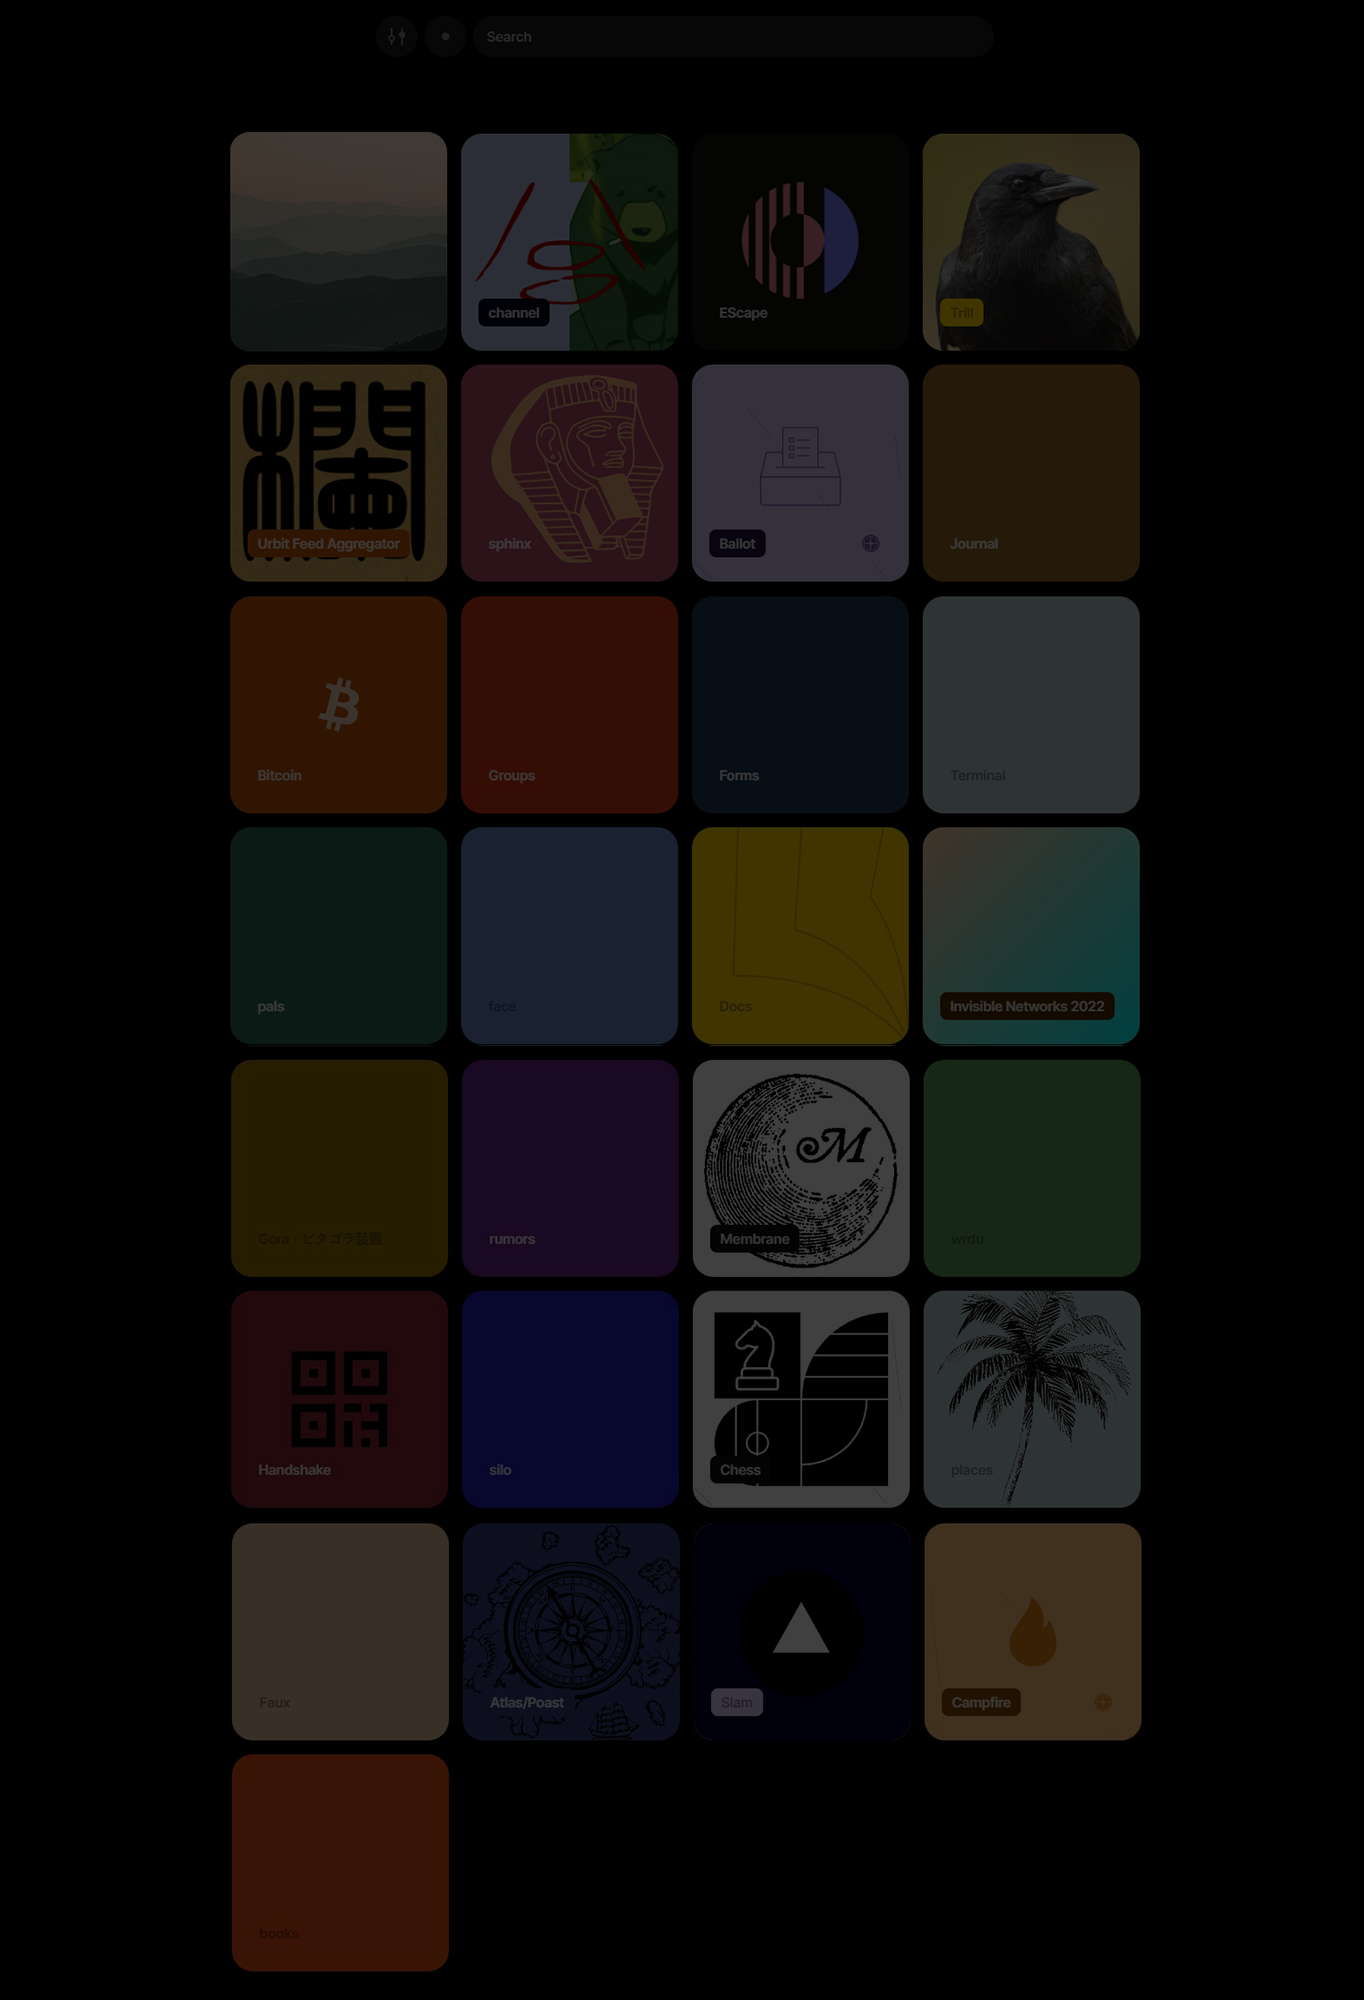 Search
channel
EScape
Trill
Urbit Feed Aggregator
sphinx
Ballot
Journal
Bitcoin
Groups
Forms
Terminal
pals
face
Docs
Invisible Networks 2022
Gora - ピタゴラ装置
rumors
M
Membrane
wrdu
Handshake
silo
Chess
places
Faux
Atlas/Poast
Slam
Campfire
books